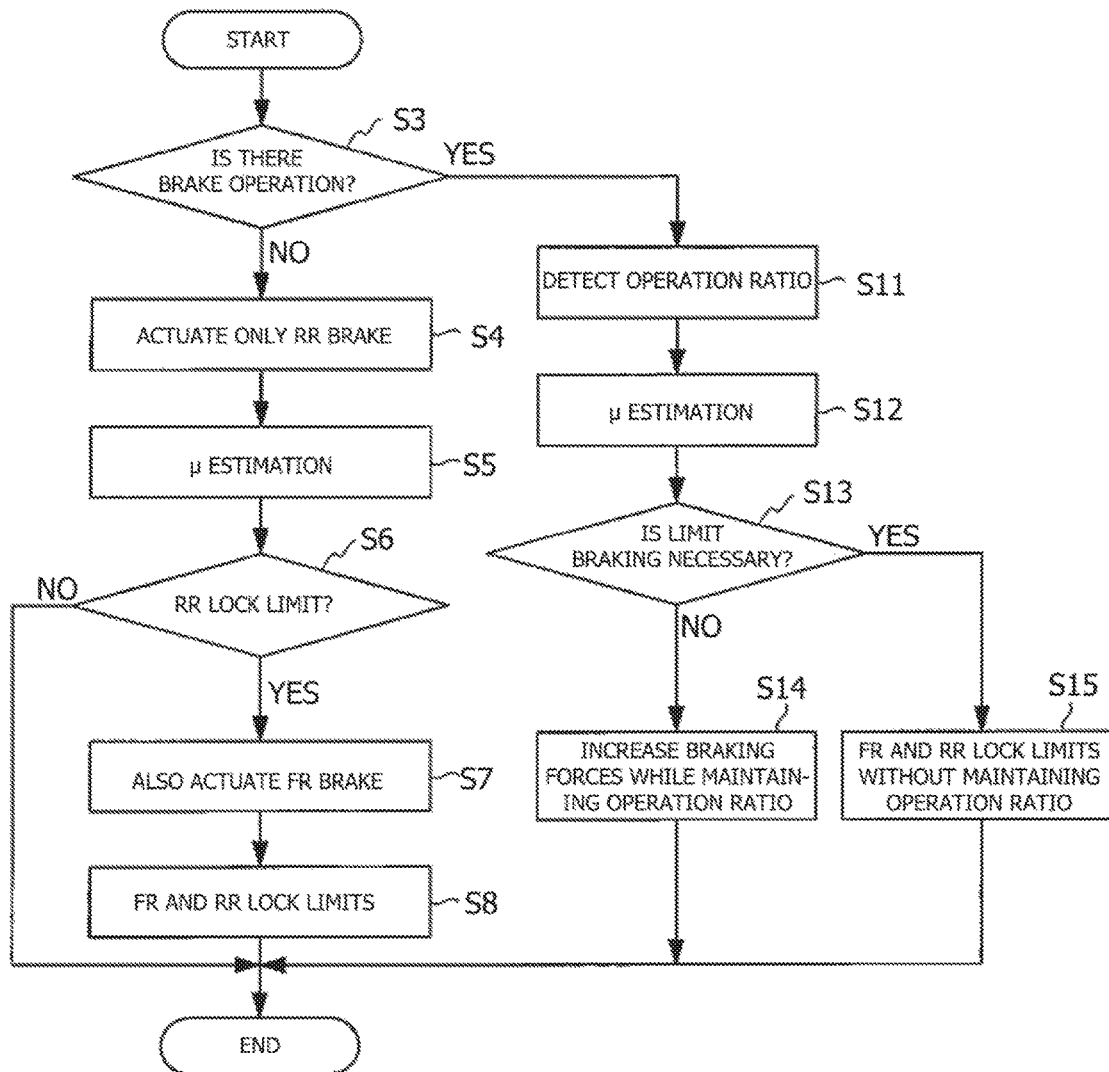 START
S3
IS THERE
BRAKE OPERATION?
YES
NO
ACTUATE ONLY RR BRAKE
S4
μ ESTIMATION
S5
S6
NO
RR LOCK LIMIT?
YES
ALSO ACTUATE FR BRAKE
S7
FR AND RR LOCK LIMITS
S8
DETECT OPERATION RATIO
S11
μ ESTIMATION
S12
S13
IS LIMIT
BRAKING NECESSARY?
YES
NO
S14
INCREASE BRAKING
FORCES WHILE MAINTAIN-
ING OPERATION RATIO
S15
FR AND RR LOCK LIMITS
WITHOUT MAINTAINING
OPERATION RATIO
END